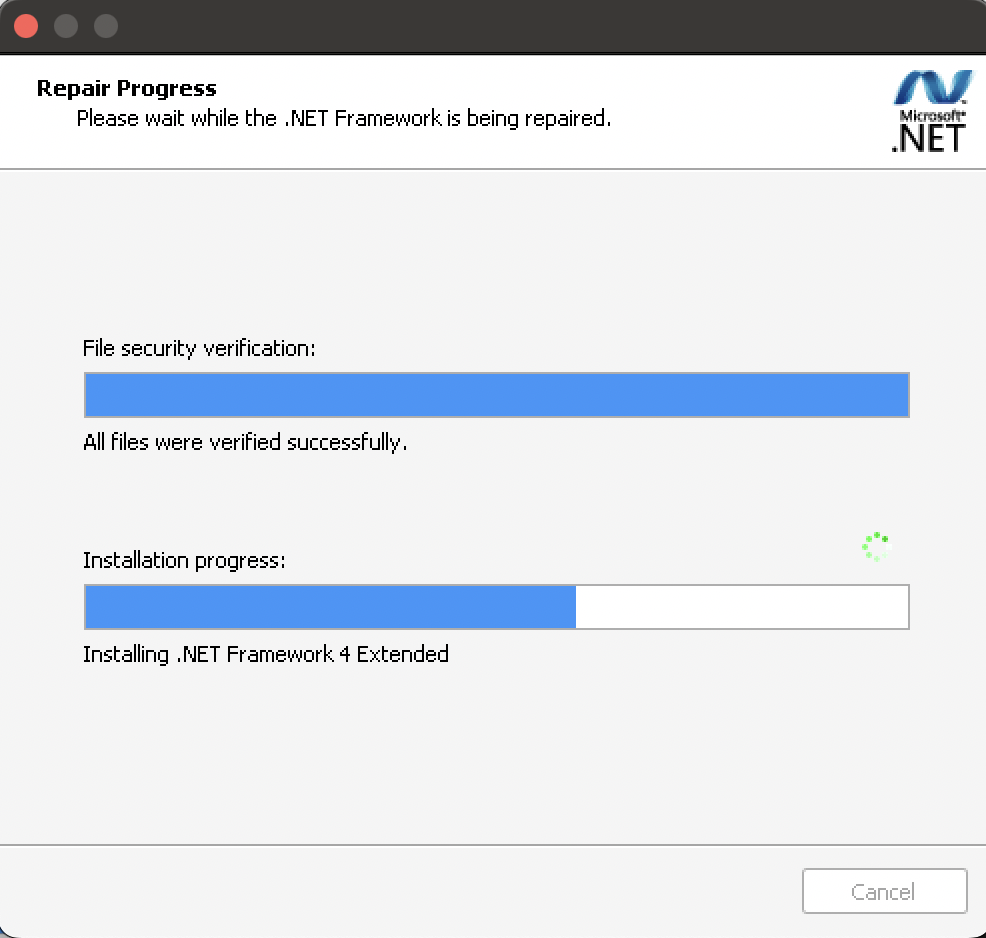 Repair Progress
Please wait while the .NET Framework is being repaired.
Microsoft®
.NET
File security verification:
All files were verified successfully.
Installation progress:
Installing .NET Framework 4 Extended
Cancel